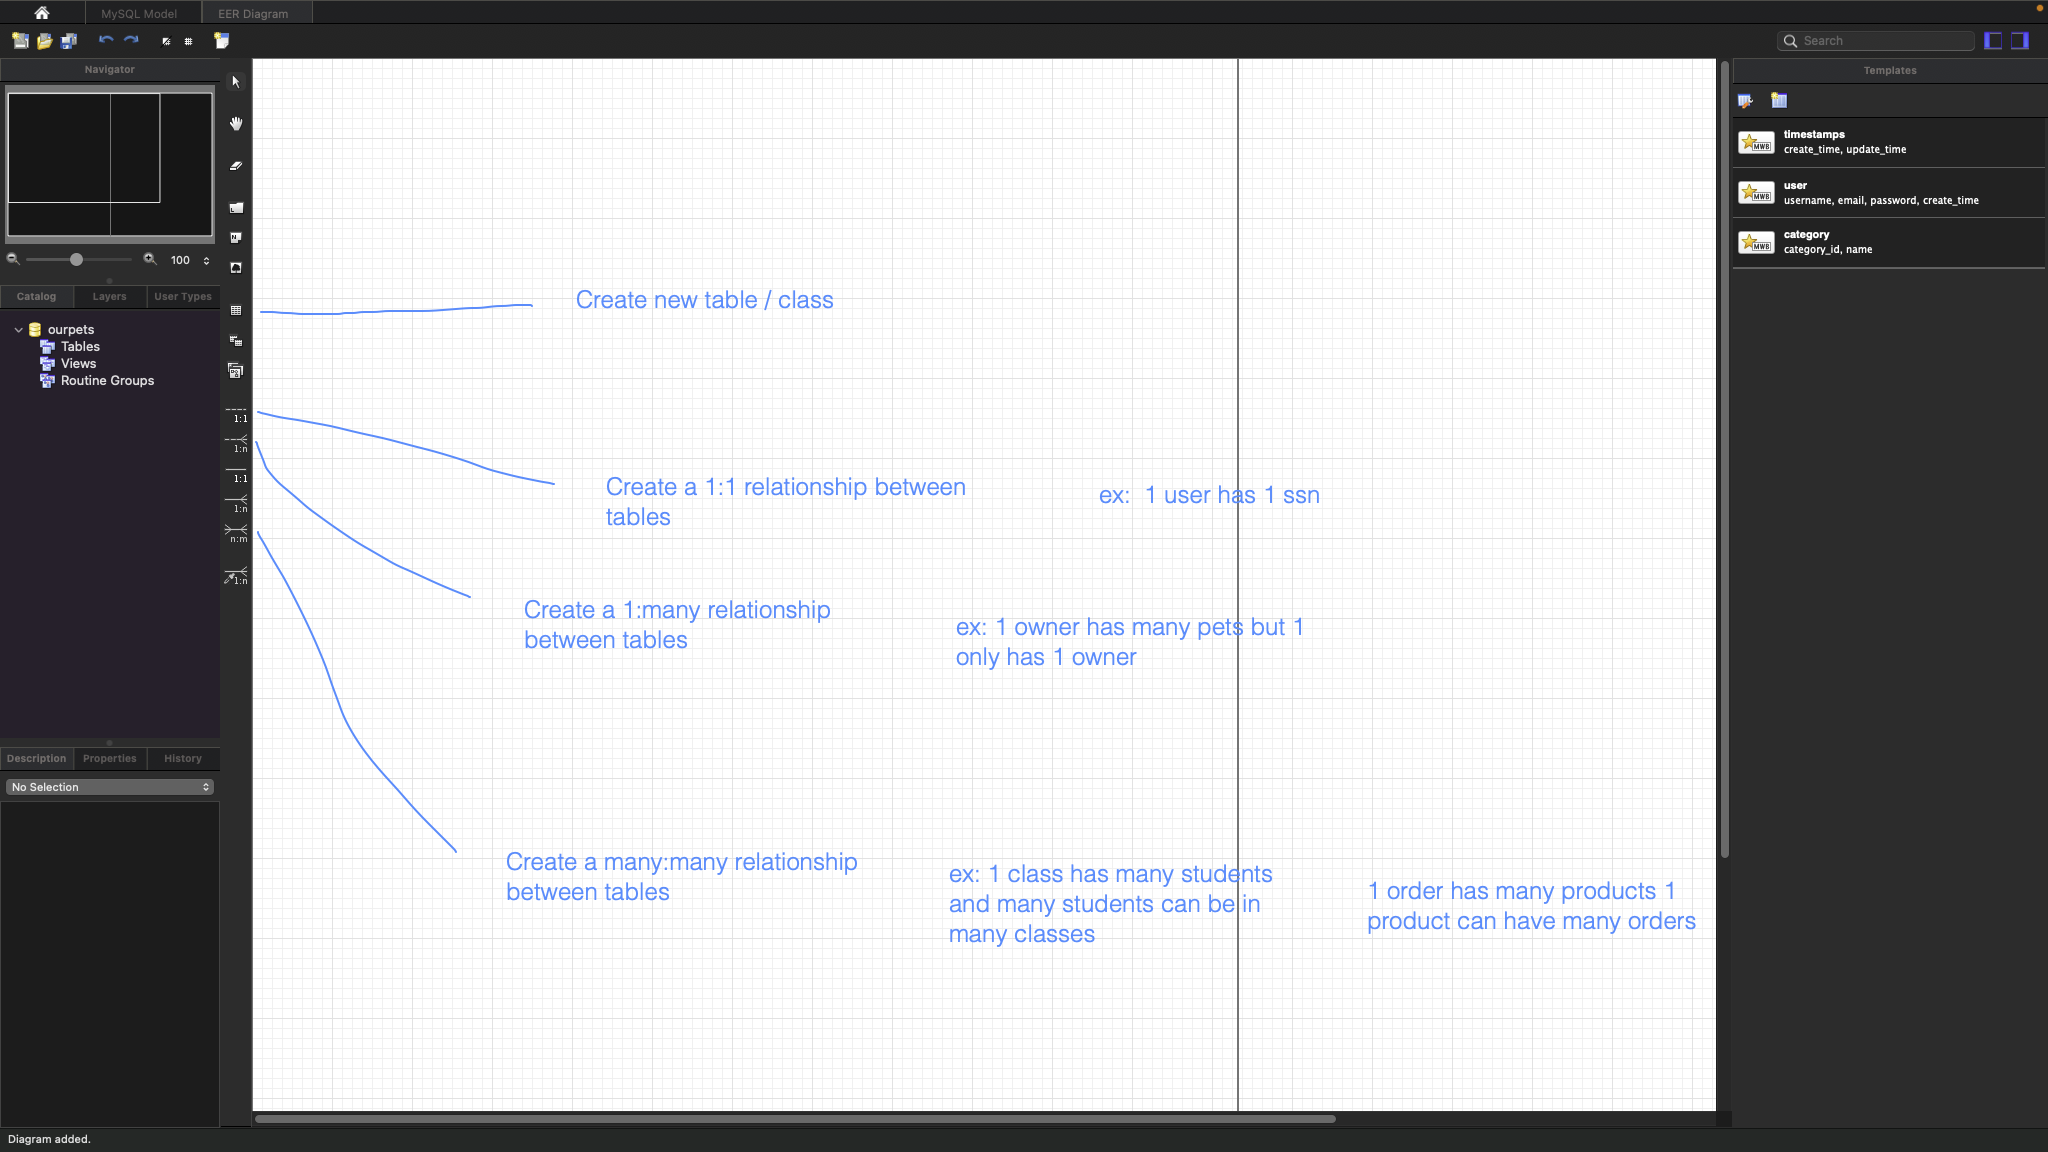 MySQL Model
EER Diagram
Search
Navigator
Templates
timestamps
create_time, update_time
user
username, email, password, create_time
category
category_id, name
100
Catalog
Layers
User Types
ourpets
Tables
Views
Routine Groups
1:1
1:n
1:1
1:n
n:m
1:n
Create new table / class
Create a 1:1 relationship between
tables
ex: 1 user has 1 ssn
Create a 1:many relationship
between tables
ex: 1 owner has many pets but 1
only has 1 owner
Create a many:many relationship
between tables
ex: 1 class has many students
and many students can be in
many classes
1 order has many products 1
product can have many orders
Description
Properties
History
No Selection
Diagram added.
MWB
MWB
MWB